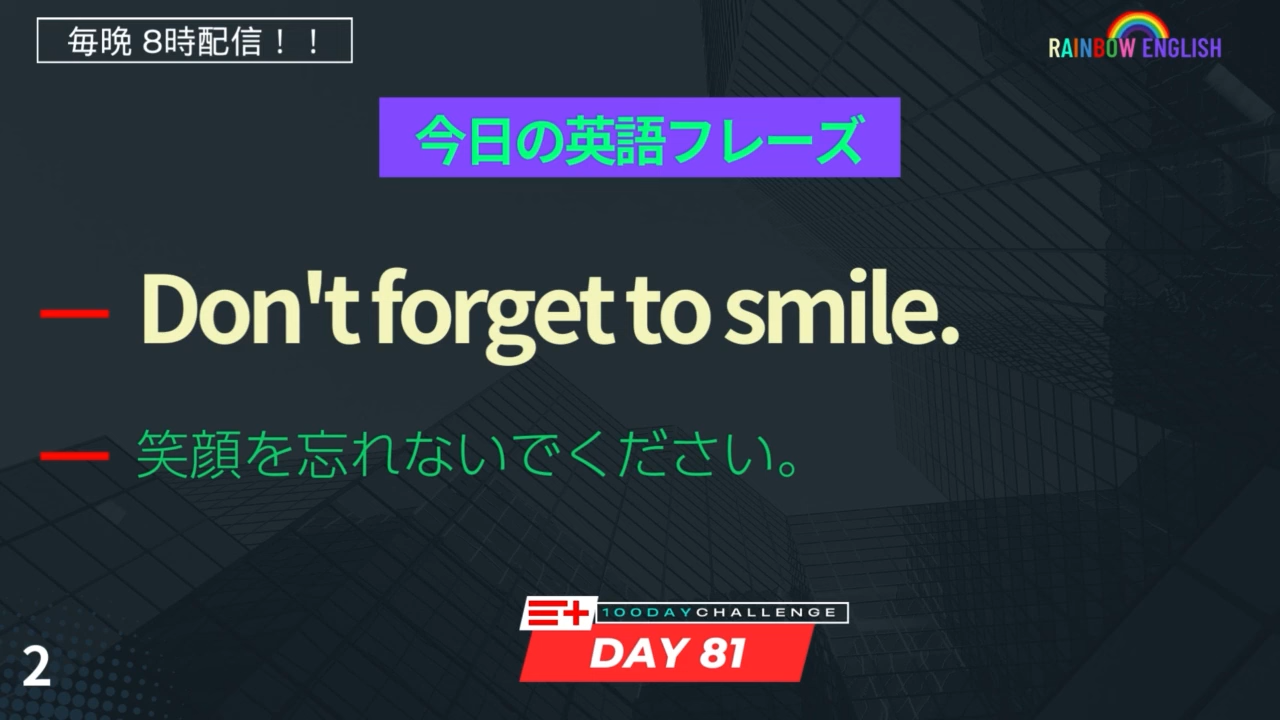 毎晩 8時配信！！
RAINBOW ENGLISH
今日の英語フレーズ
Don't forget to smile.
笑顔を忘れないでください。
100DAYCHALLENGE
DAY 81
2